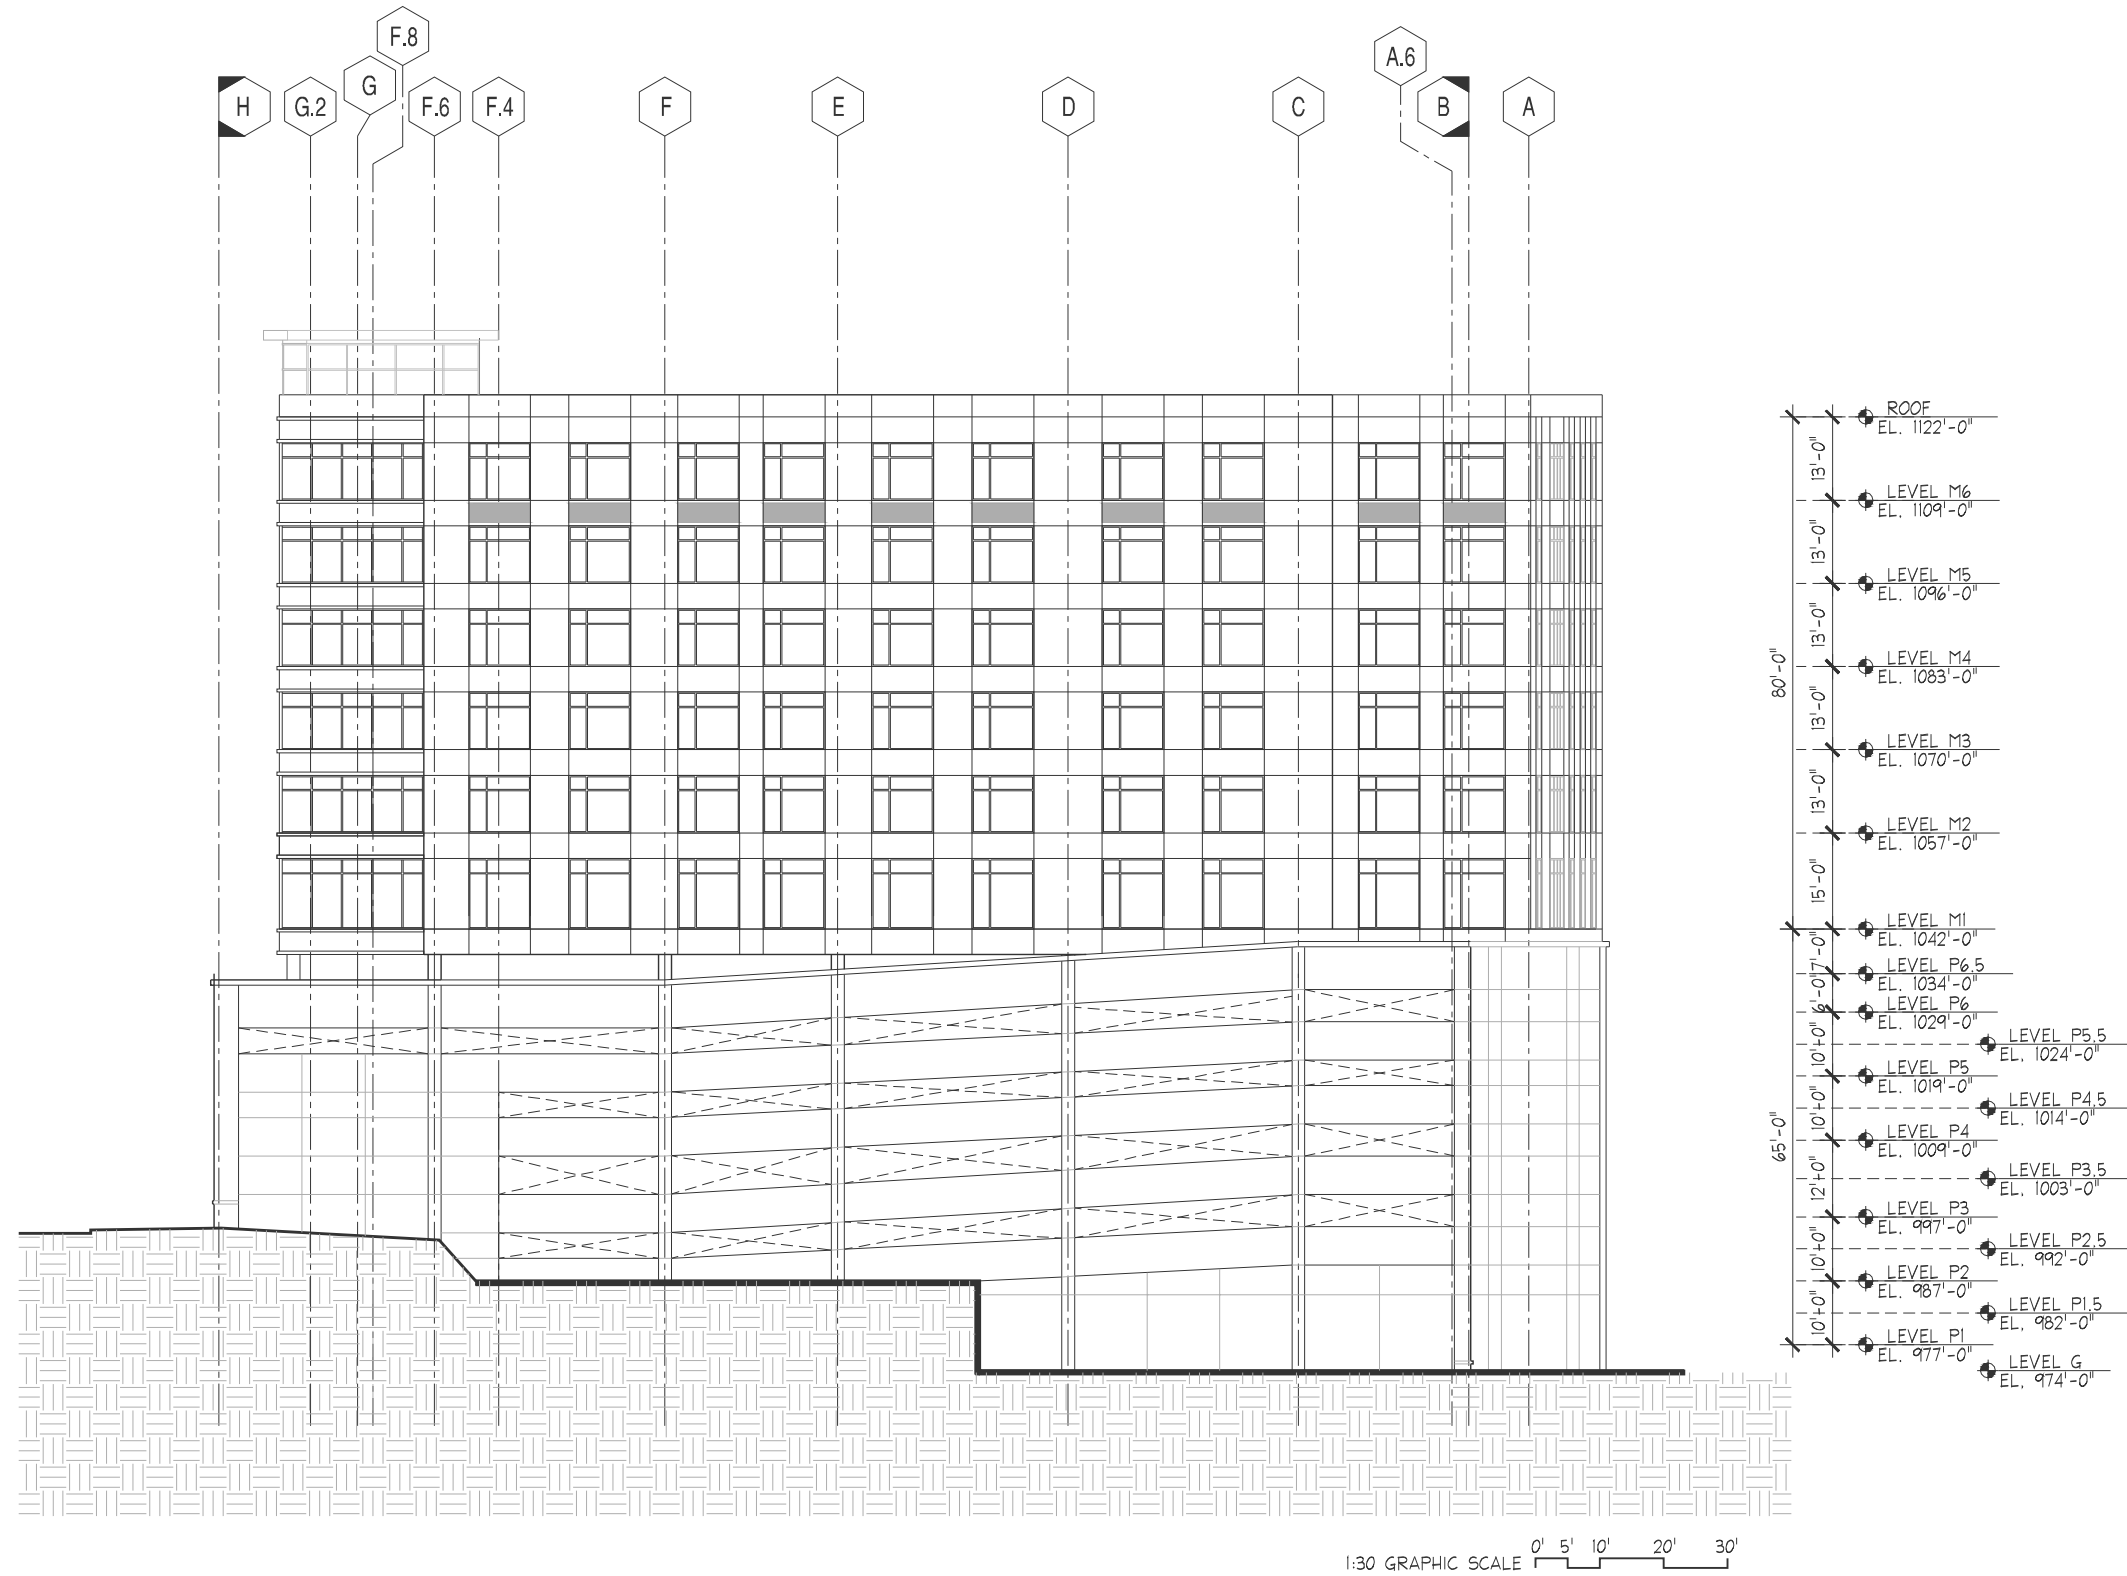 F.8
A.6
G
H
G.2
F.6
F.4
F
E
D
C
B
A
ROOF
EL. 1122'-0"
13'-0"
LEVEL M6
EL. 1109'-0"
13'-0"
LEVEL M5
EL. 1096'-0"
13'-0"
LEVEL M4
EL. 1083'-0"
80'-0"
13'-0"
LEVEL M3
EL. 1070'-0"
13'-0"
LEVEL M2
EL. 1057'-0"
15'-0"
LEVEL M1
EL. 1042'-0"
7'-0"
LEVEL P6.5
EL. 1034'-0"
6'-0"
LEVEL P6
EL. 1029'-0"
10'-0"
LEVEL P5.5
EL. 1024'-0"
LEVEL P5
EL. 1019'-0"
10'-0"
LEVEL P4.5
EL. 1014'-0"
65'-0"
LEVEL P4
EL. 1009'-0"
12'-0"
LEVEL P3.5
EL. 1003'-0"
LEVEL P3
EL. 997'-0"
10'-0"
LEVEL P2.5
EL. 992'-0"
LEVEL P2
EL. 987'-0"
10'-0"
LEVEL P1.5
EL. 982'-0"
LEVEL P1
EL. 977'-0"
LEVEL G
EL. 974'-0"
1:30 GRAPHIC SCALE
0' 5' 10' 20' 30'